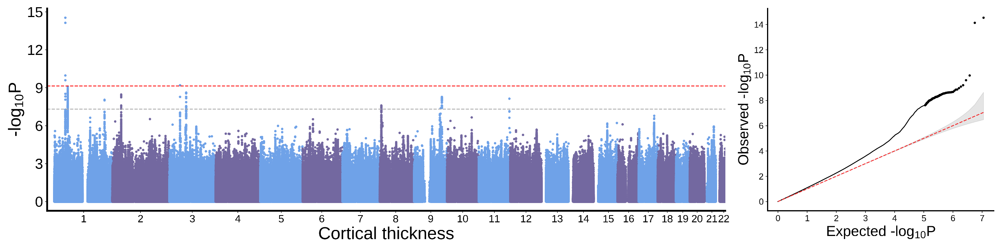 15
12
9
6
3
0
-log10P
1 2 3 4 5 6 7 8 9 10 11 12 13 14 15 16 17 18 19 20 21 22
Cortical thickness
14
12
10
8
6
4
2
0
Observed -log10P
0 1 2 3 4 5 6 7
Expected -log10P